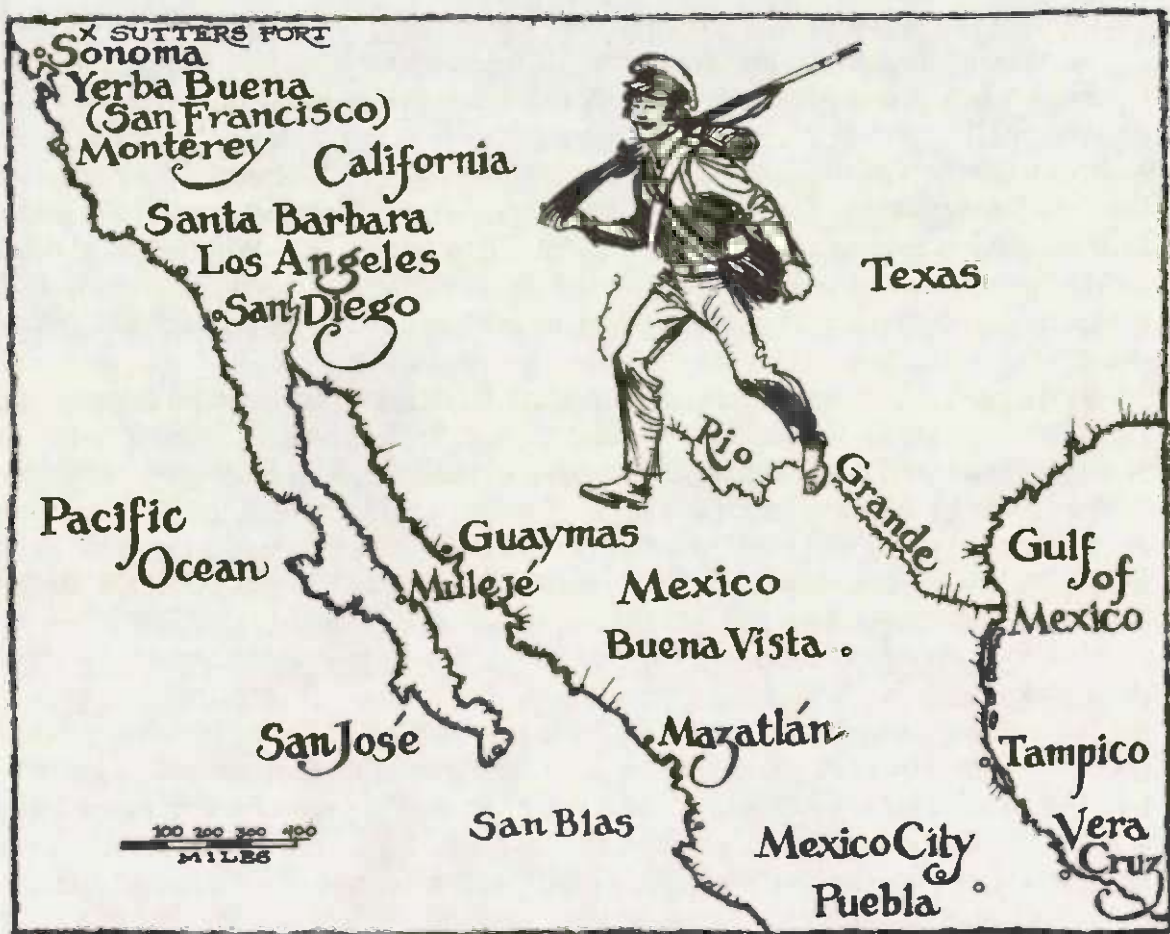 X SUTTERS FORT
Sonoma
Yerba Buena
(San Francisco)
Monterey
California
Santa Barbara
Los Angeles
San Diego
Texas
Rio
Grande
Pacific
Ocean
Guaymas
Mulejé
Mexico
Buena Vista
Gulf
of
Mexico
San José
Mazatlán
Tampico
San Blas
100 200 300 400
MILES
Mexico City
Puebla
Vera
Cruz